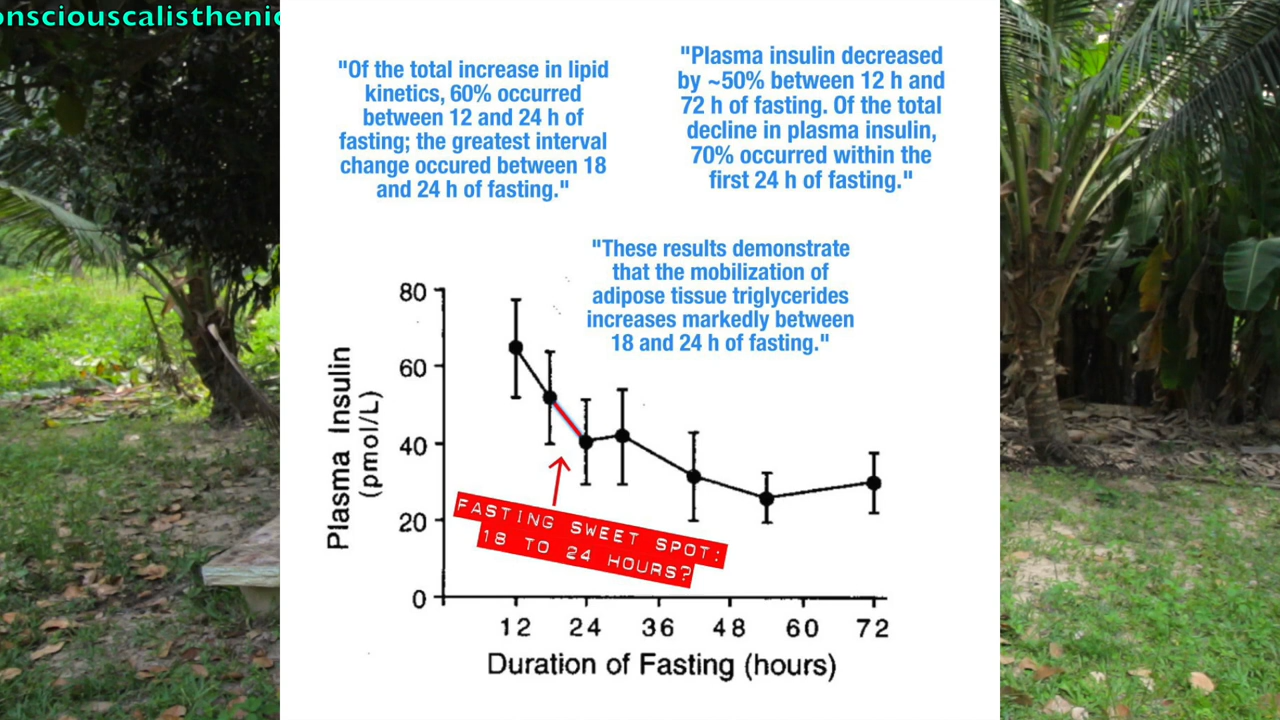 onsciouscalisthenic
"Of the total increase in lipid
kinetics, 60% occurred
between 12 and 24 h of
fasting; the greatest interval
change occured between 18
and 24 h of fasting."
"Plasma insulin decreased
by ~50% between 12 h and
72 h of fasting. Of the total
decline in plasma insulin,
70% occurred within the
first 24 h of fasting."
"These results demonstrate
that the mobilization of
adipose tissue triglycerides
increases markedly between
18 and 24 h of fasting."
Plasma Insulin
(pmol/L)
80
60
40
20
0
FASTING SWEET SPOT:
18 TO 24 HOURS?
12 24 36 48 60 72
Duration of Fasting (hours)